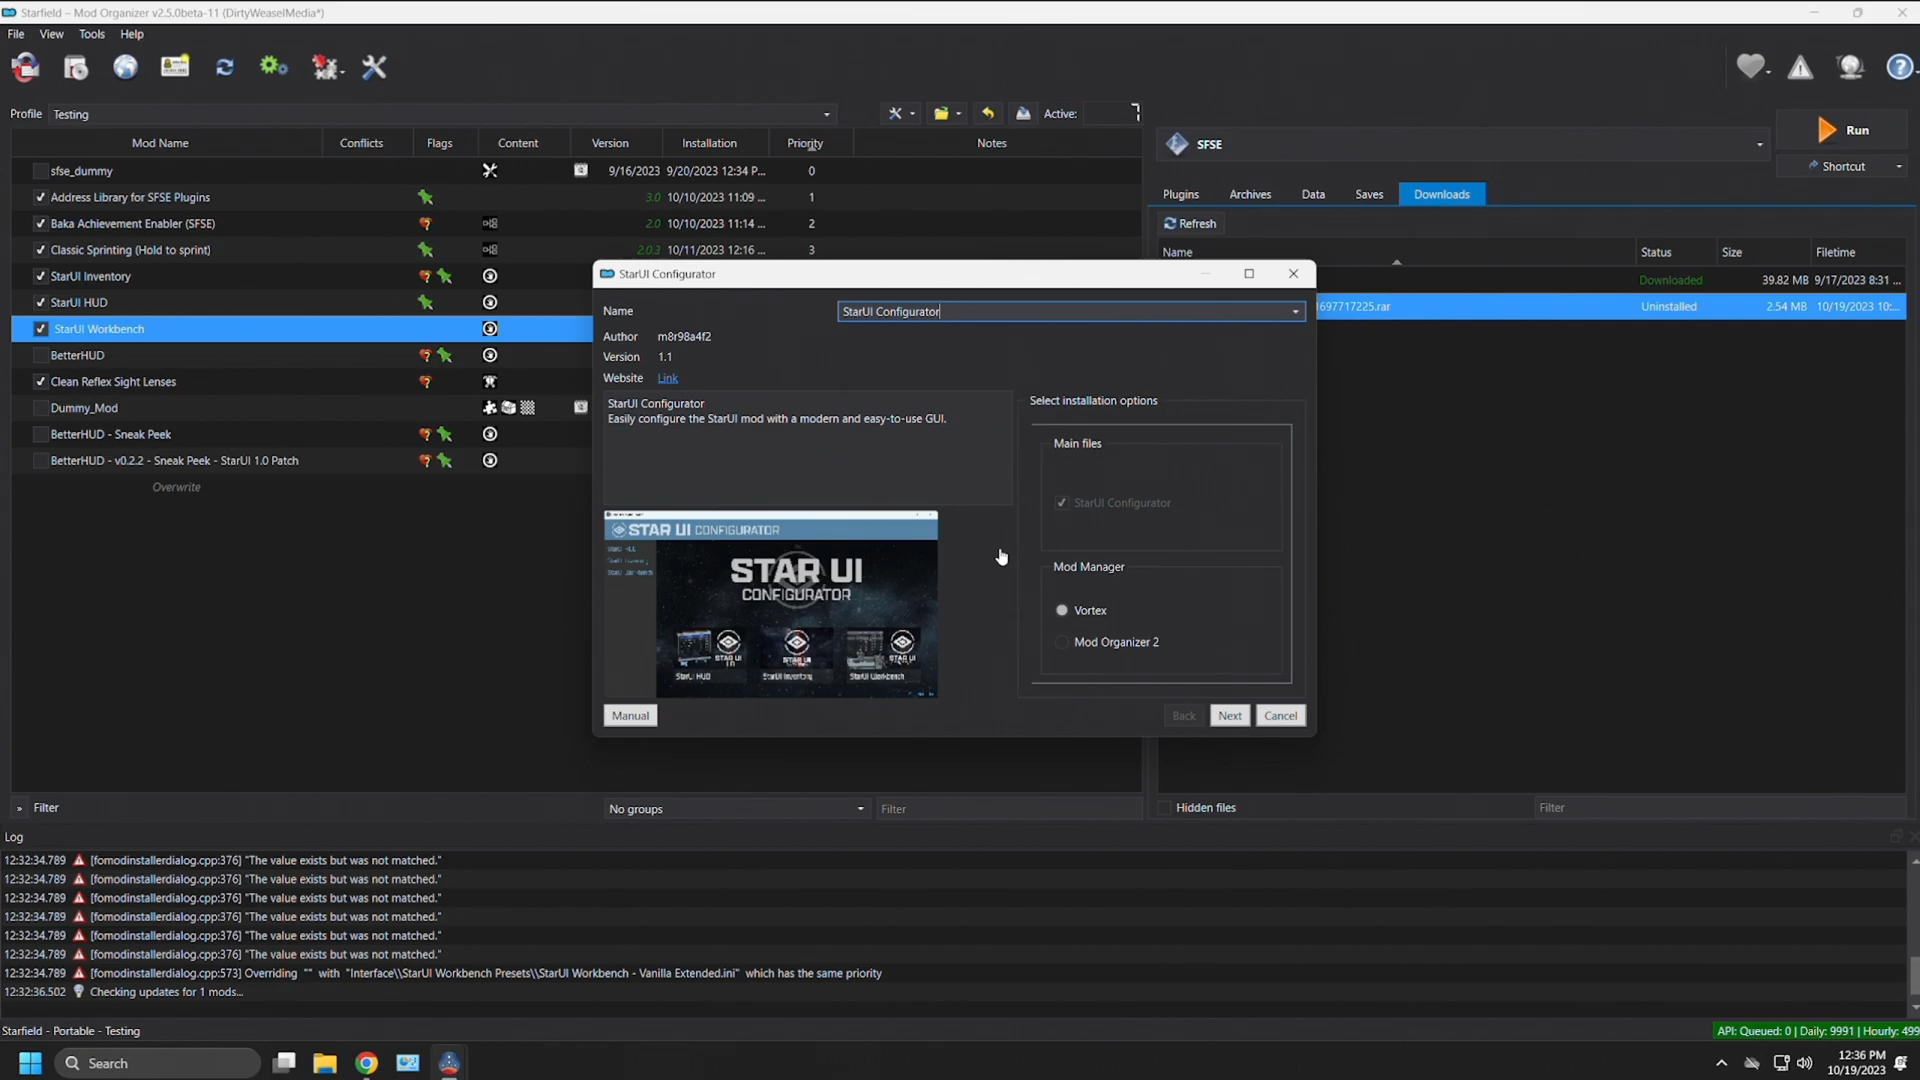 Starfield – Mod Organizer v2.5.0beta-11 (DirtyWeaselMedia*)
File View Tools Help
Profile Testing Active:
Mod Name Conflicts Flags Content Version Installation Priority Notes
sfse_dummy 9/16/2023 9/20/2023 12:34 P... 0
Address Library for SFSE Plugins 3.0 10/10/2023 11:09 ... 1
Baka Achievement Enabler (SFSE) 2.0 10/10/2023 11:14 ... 2
Classic Sprinting (Hold to sprint) 2.0.3 10/11/2023 12:16 ... 3
StarUI Inventory
StarUI HUD
StarUI Workbench
BetterHUD
Clean Reflex Sight Lenses
Dummy_Mod
BetterHUD - Sneak Peek
BetterHUD - v0.2.2 - Sneak Peek - StarUI 1.0 Patch
Overwrite
» Filter No groups Filter
SFSE
Run
Shortcut
Plugins Archives Data Saves Downloads
Refresh
Name Status Size Filetime
Downloaded 39.82 MB 9/17/2023 8:31 ...
1697717225.rar Uninstalled 2.54 MB 10/19/2023 10:...
Hidden files Filter
StarUI Configurator
Name StarUI Configurator
Author m8r98a4f2
Version 1.1
Website Link
StarUI Configurator
Easily configure the StarUI mod with a modern and easy-to-use GUI.
Select installation options
Main files
StarUI Configurator
Mod Manager
Vortex
Mod Organizer 2
STAR UI CONFIGURATOR
STAR UI
CONFIGURATOR
STAR UI
StarUI HUD StarUI Inventory StarUI Workbench
Manual Back Next Cancel
Log
12:32:34.789 [fomodinstallerdialog.cpp:376] "The value exists but was not matched."
12:32:34.789 [fomodinstallerdialog.cpp:376] "The value exists but was not matched."
12:32:34.789 [fomodinstallerdialog.cpp:376] "The value exists but was not matched."
12:32:34.789 [fomodinstallerdialog.cpp:376] "The value exists but was not matched."
12:32:34.789 [fomodinstallerdialog.cpp:376] "The value exists but was not matched."
12:32:34.789 [fomodinstallerdialog.cpp:376] "The value exists but was not matched."
12:32:34.789 [fomodinstallerdialog.cpp:573] Overriding "" with "Interface\\StarUI Workbench Presets\\StarUI Workbench - Vanilla Extended.ini" which has the same priority
12:32:36.502 Checking updates for 1 mods...
Starfield - Portable - Testing API: Queued: 0 | Daily: 9991 | Hourly: 499
Search 12:36 PM
10/19/2023